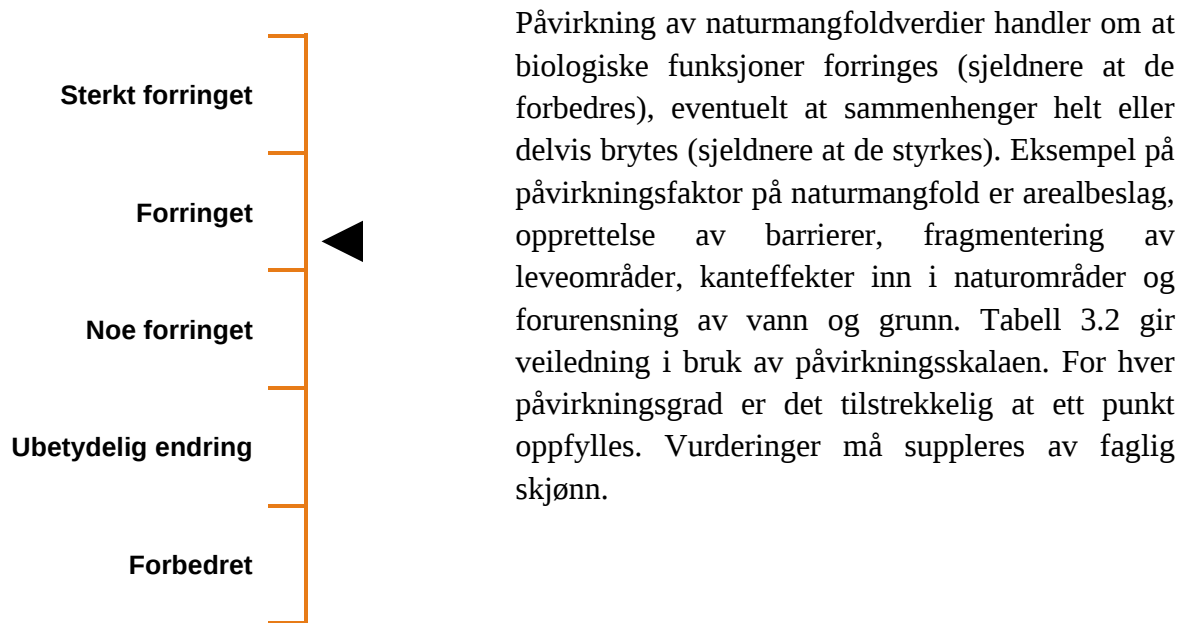 Sterkt forringet
Forringet
Noe forringet
Ubetydelig endring
Forbedret
Påvirkning av naturmangfoldverdier handler om at
biologiske funksjoner forringes (sjeldnere at de
forbedres), eventuelt at sammenhenger helt eller
delvis brytes (sjeldnere at de styrkes). Eksempel på
påvirkningsfaktor på naturmangfold er arealbeslag,
opprettelse av barrierer, fragmentering av
leveområder, kanteffekter inn i naturområder og
forurensning av vann og grunn. Tabell 3.2 gir
veiledning i bruk av påvirkningsskalaen. For hver
påvirkningsgrad er det tilstrekkelig at ett punkt
oppfylles. Vurderinger må suppleres av faglig
skjønn.